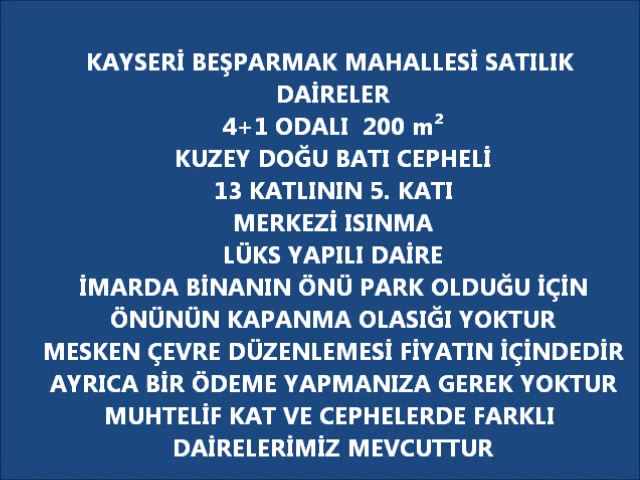 KAYSERİ BEŞPARMAK MAHALLESİ SATILIK
DAİRELER
4+1 ODALI  200 m²
KUZEY DOĞU BATI CEPHELİ
13 KATLININ 5. KATI
MERKEZİ ISINMA
LÜKS YAPILI DAİRE
İMARDA BİNANIN ÖNÜ PARK OLDUĞU İÇİN
ÖNÜNÜN KAPANMA OLASIĞI YOKTUR
MESKEN ÇEVRE DÜZENLEMESİ FİYATIN İÇİNDEDİR
AYRICA BİR ÖDEME YAPMANIZA GEREK YOKTUR
MUHTELİF KAT VE CEPHELERDE FARKLI
DAİRELERİMİZ MEVCUTTUR